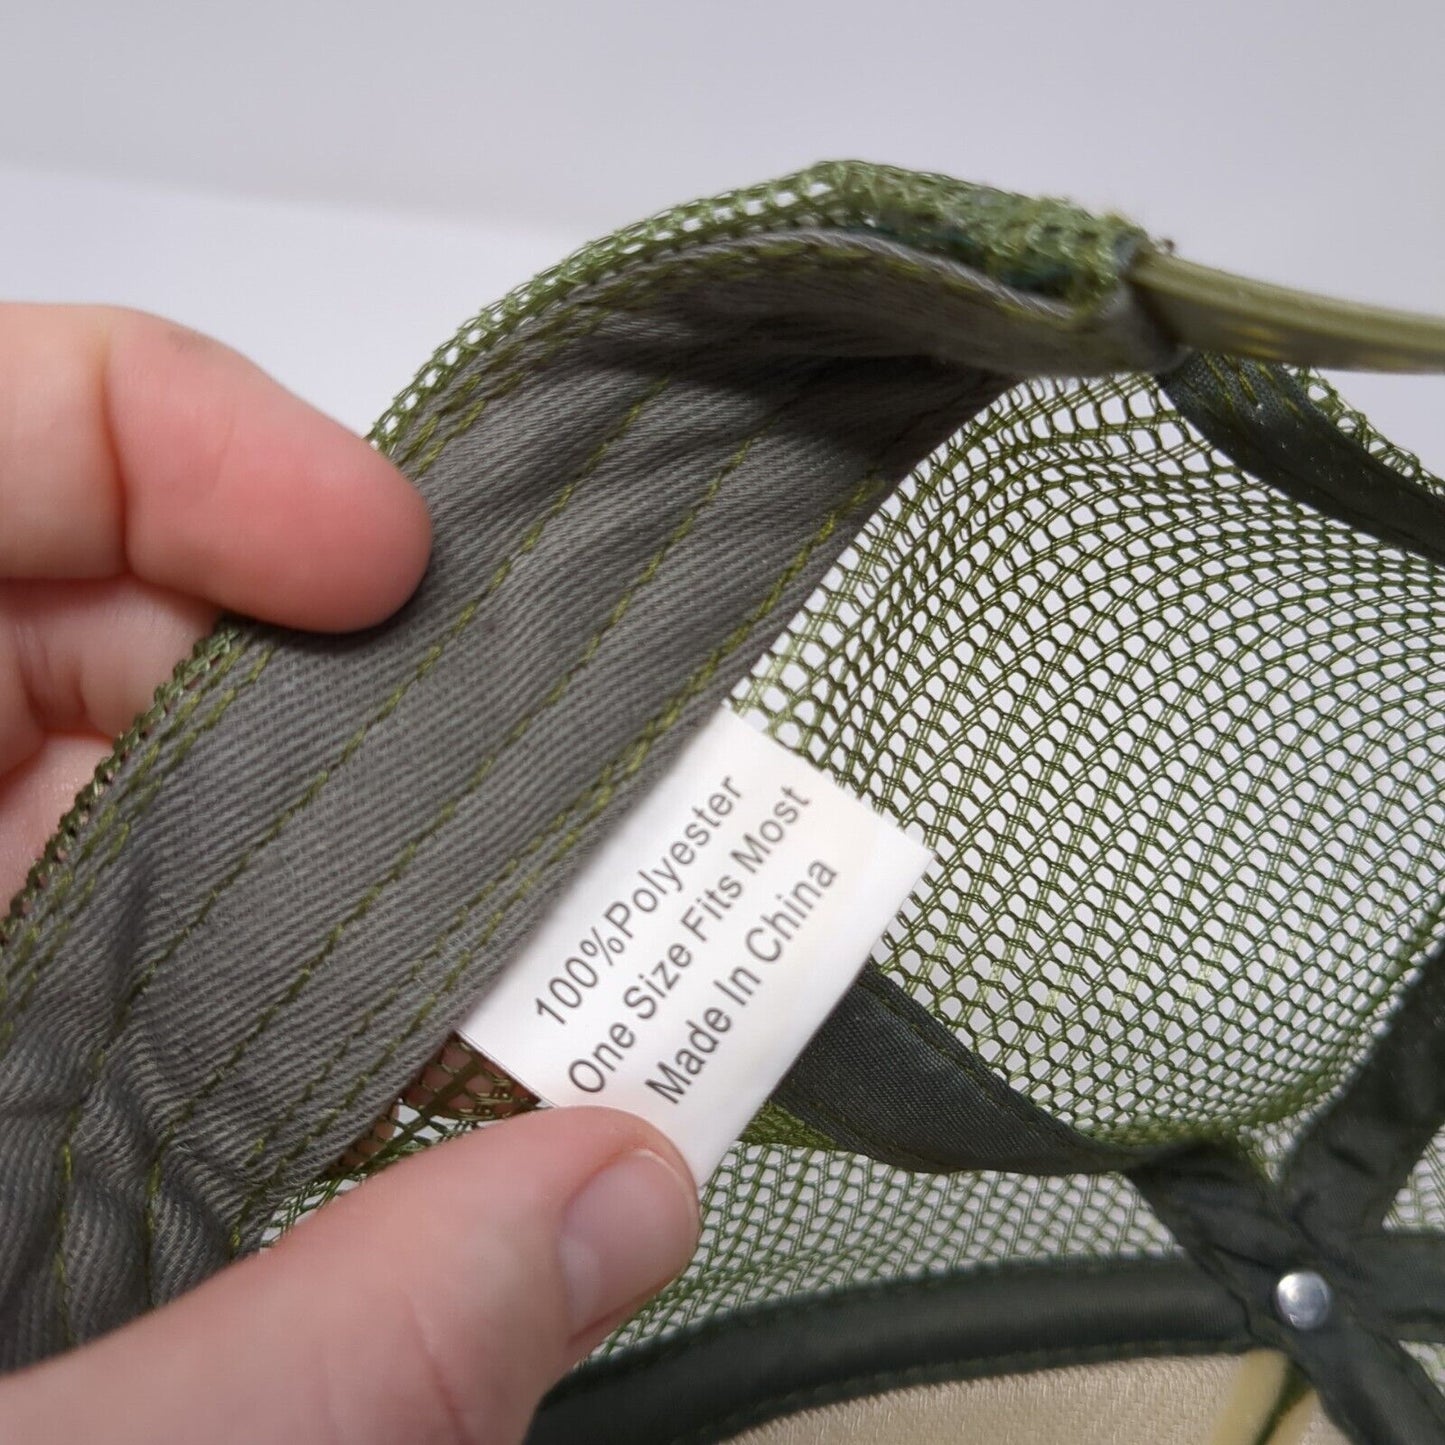 100%Polyester
One Size Fits Most
Made In China